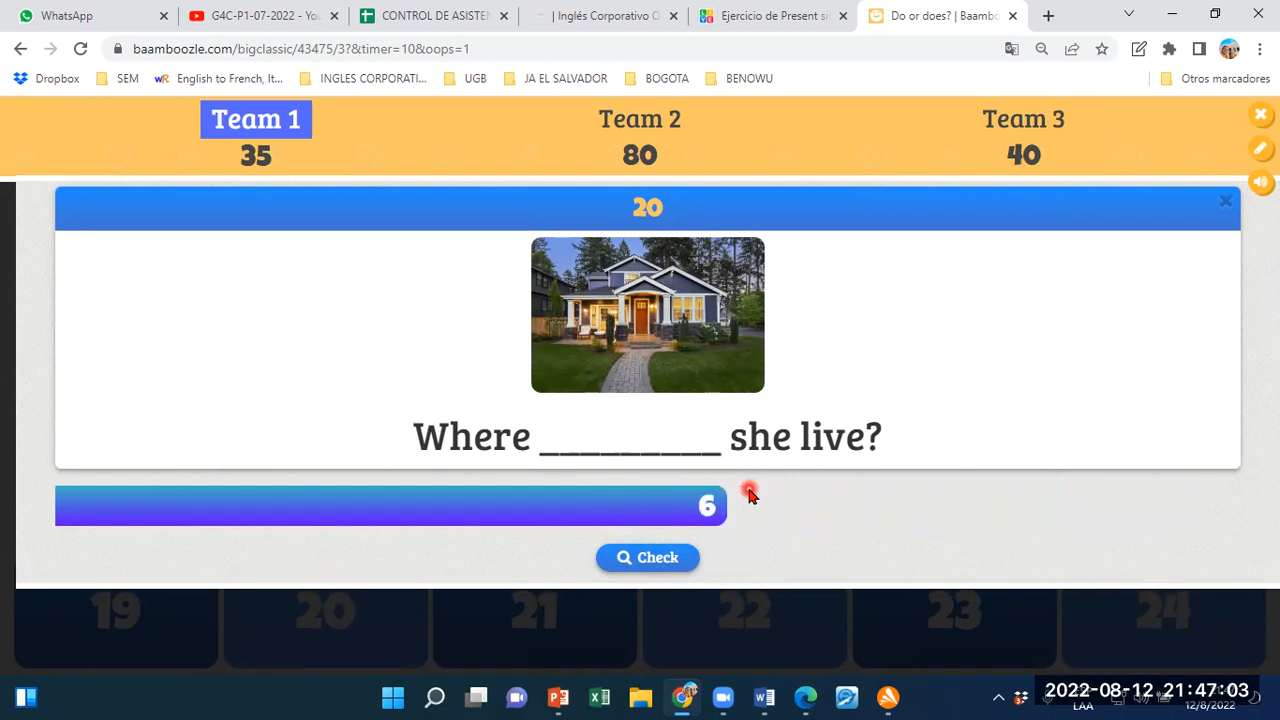 WhatsApp
G4C-P1-07-2022 - You
CONTROL DE ASISTEN
| Inglés Corporativo O
Ejercicio de Present si
Do or does? | Baambo
baamboozle.com/bigclassic/43475/3?&timer=10&oops=1
Dropbox
SEM
English to French, It...
INGLES CORPORATI...
UGB
JA EL SALVADOR
BOGOTA
BENOWU
Otros marcadores
Team 1
35
Team 2
80
Team 3
40
20
Where _________ she live?
6
Check
19
20
21
22
23
24
2022-08-12 21:47:03
LAA
12/8/2022